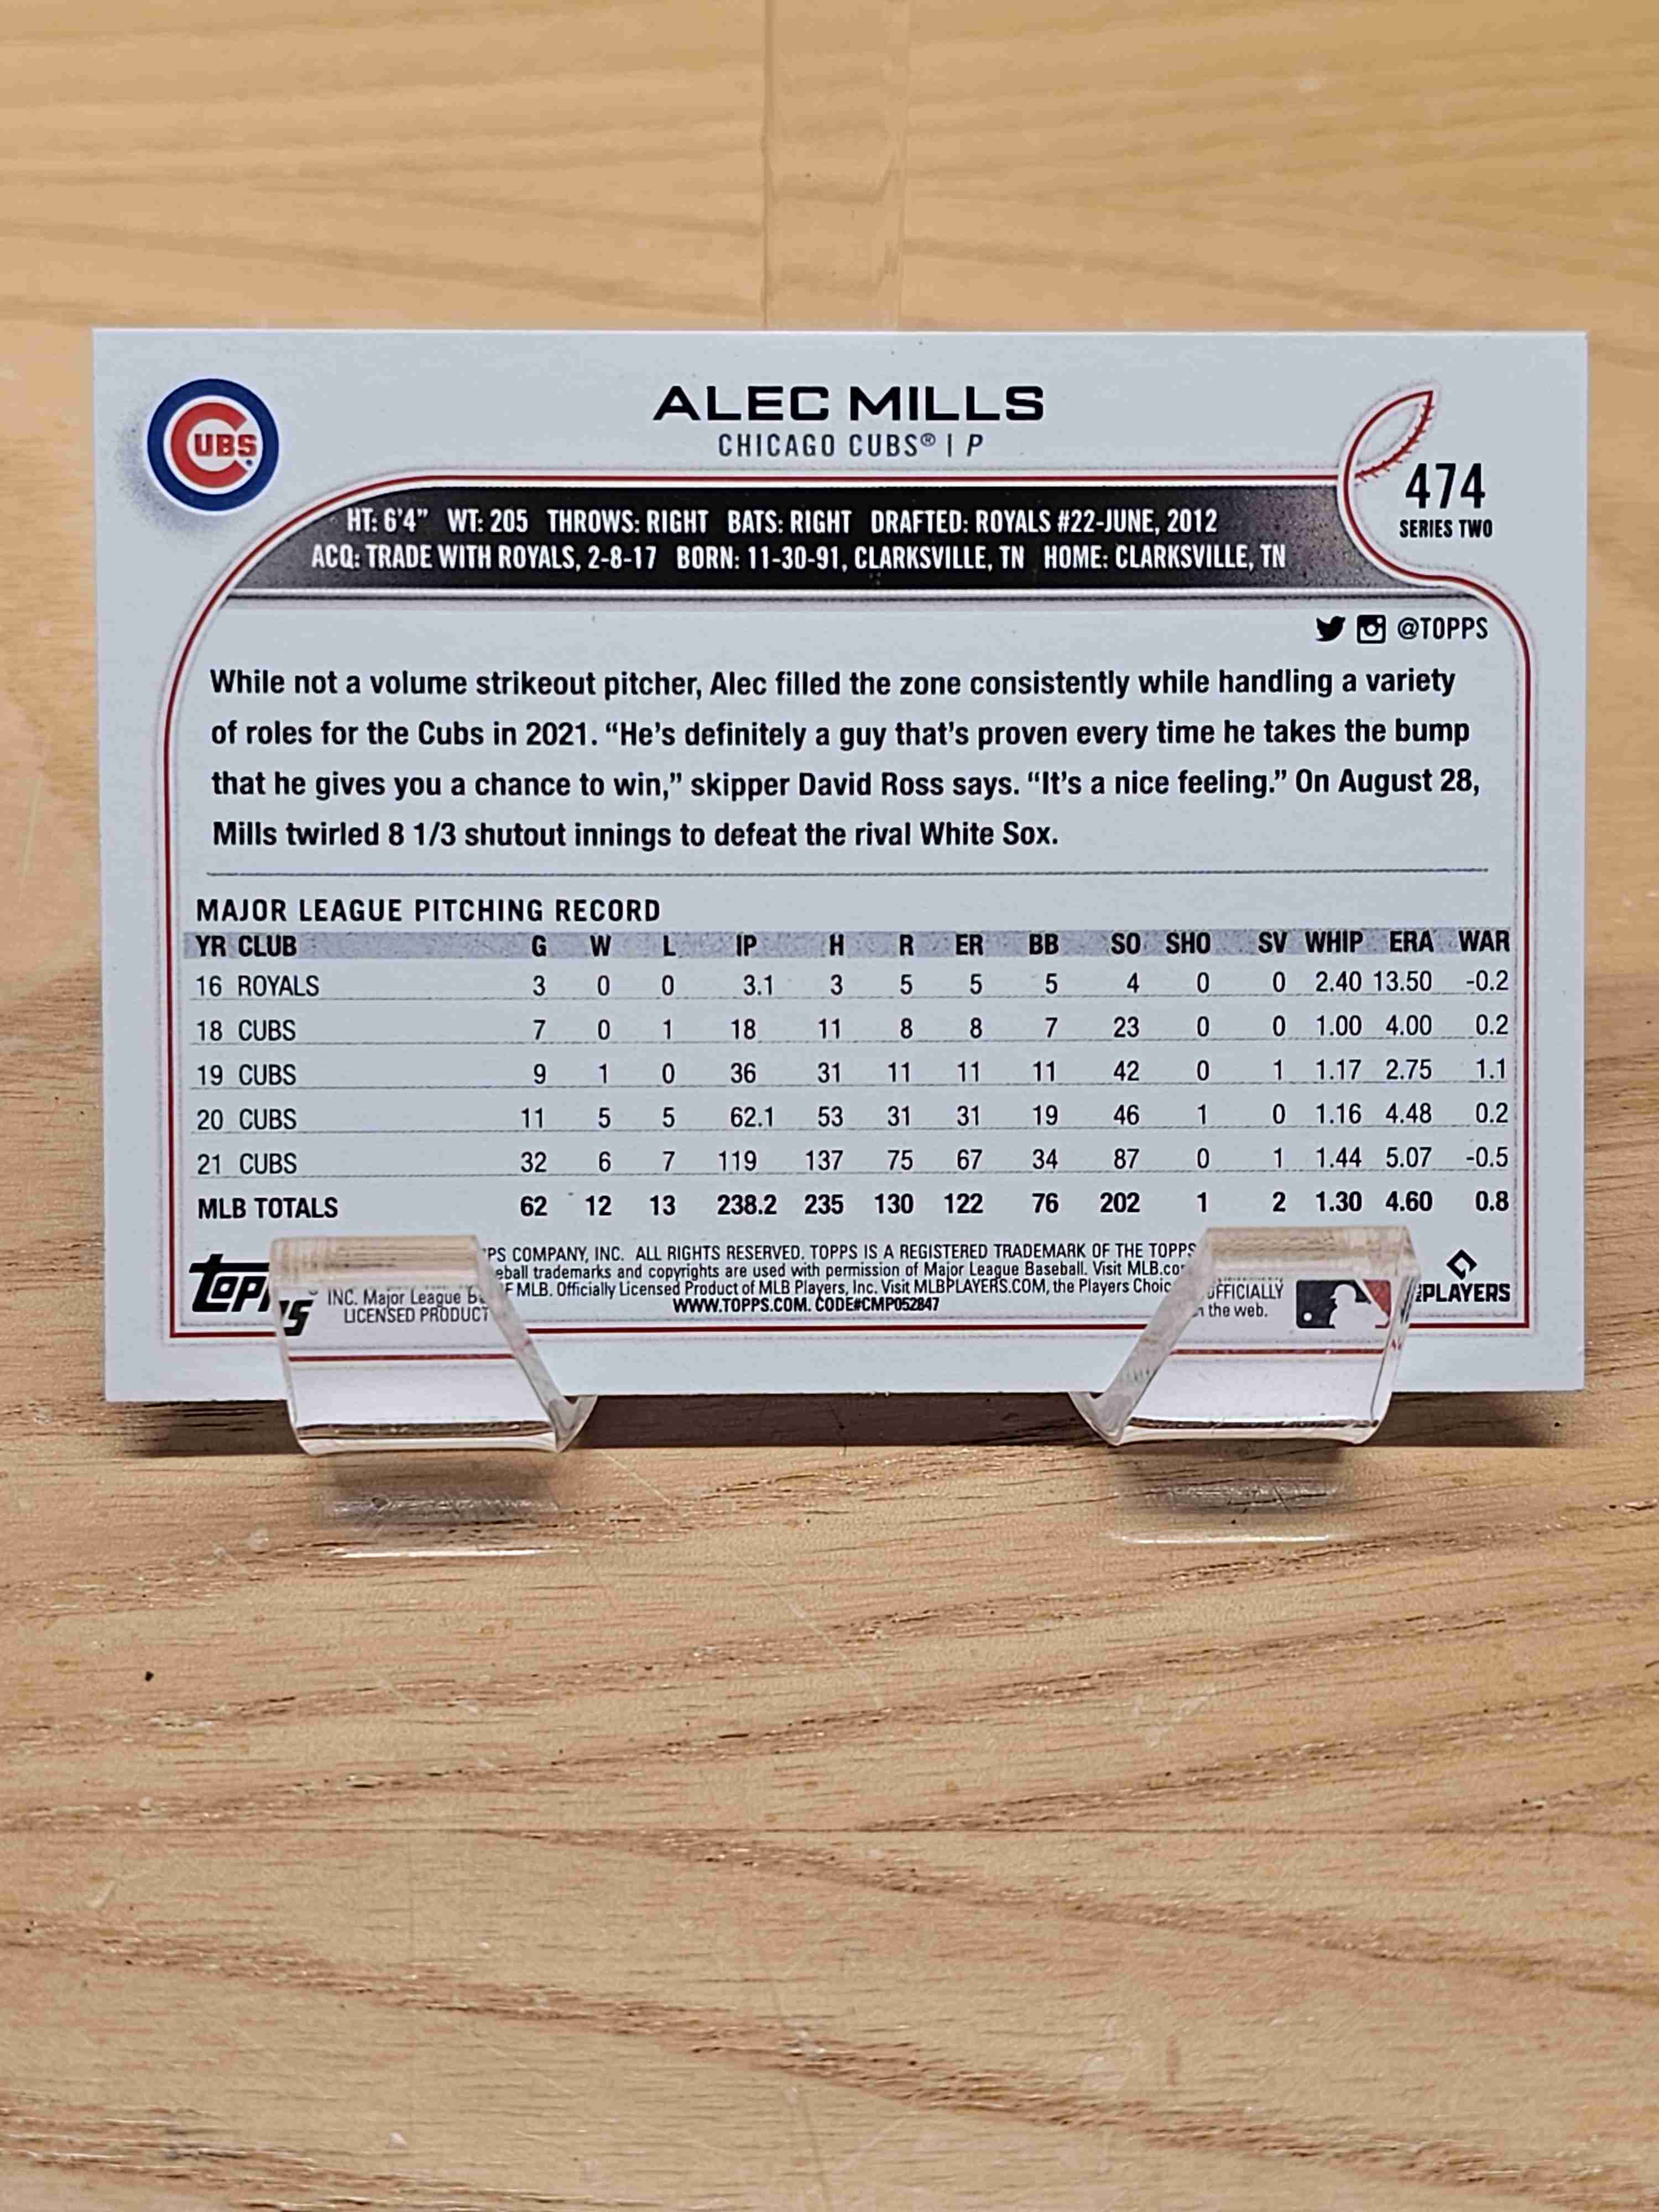 CUBS
ALEC MILLS
CHICAGO CUBS® | P
474
SERIES TWO
HT: 6'4" WT: 205 THROWS: RIGHT BATS: RIGHT DRAFTED: ROYALS #22-JUNE, 2012
ACQ: TRADE WITH ROYALS, 2-8-17 BORN: 11-30-91, CLARKSVILLE, TN HOME: CLARKSVILLE, TN
@TOPPS
While not a volume strikeout pitcher, Alec filled the zone consistently while handling a variety
of roles for the Cubs in 2021. “He’s definitely a guy that’s proven every time he takes the bump
that he gives you a chance to win,” skipper David Ross says. “It’s a nice feeling.” On August 28,
Mills twirled 8 1/3 shutout innings to defeat the rival White Sox.
MAJOR LEAGUE PITCHING RECORD
YR CLUB G W L IP H R ER BB SO SHO SV WHIP ERA WAR
16 ROYALS 3 0 0 3.1 3 5 5 5 4 0 0 2.40 13.50 -0.2
18 CUBS 7 0 1 18 11 8 8 7 23 0 0 1.00 4.00 0.2
19 CUBS 9 1 0 36 31 11 11 11 42 0 1 1.17 2.75 1.1
20 CUBS 11 5 5 62.1 53 31 31 19 46 1 0 1.16 4.48 0.2
21 CUBS 32 6 7 119 137 75 67 34 87 0 1 1.44 5.07 -0.5
MLB TOTALS 62 12 13 238.2 235 130 122 76 202 1 2 1.30 4.60 0.8
COMPANY, INC. ALL RIGHTS RESERVED. TOPPS IS A REGISTERED TRADEMARK OF THE TOPPS
INC. Major League trademarks and copyrights are used with permission of Major League Baseball. Visit
LICENSED PRODUCT MLB. Officially Licensed Product of MLB Players, Inc. Visit MLBPLAYERS.COM, the Players OFFICIALLY
WWW.TOPPS.COM. CODE#CMP052847 the web.
Topps
PLAYERS